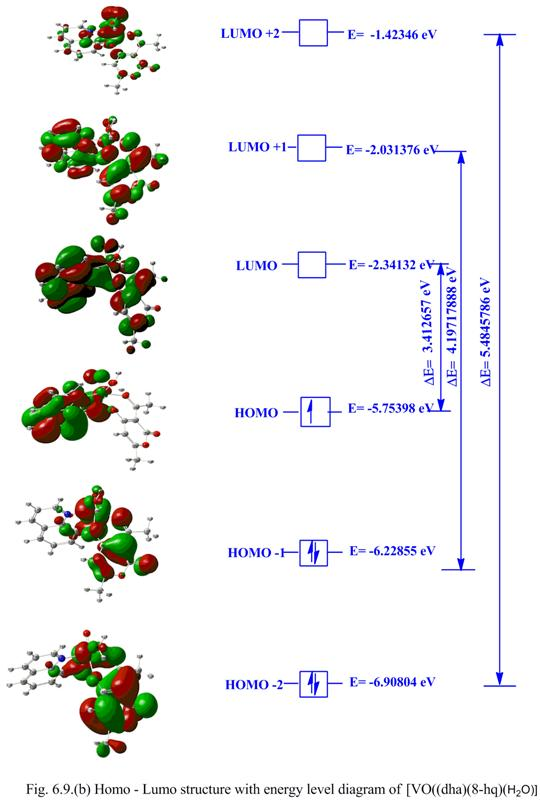 LUMO +2 E= -1.42346 eV
LUMO +1 E= -2.031376 eV
LUMO E= -2.34132 eV
ΔE= 3.412657 eV
ΔE= 4.19717888 eV
ΔE= 5.4845786 eV
HOMO E= -5.75398 eV
HOMO -1 E= -6.22855 eV
HOMO -2 E= -6.90804 eV
Fig. 6.9.(b) Homo - Lumo structure with energy level diagram of [VO((dha)(8-hq)(H₂O)]